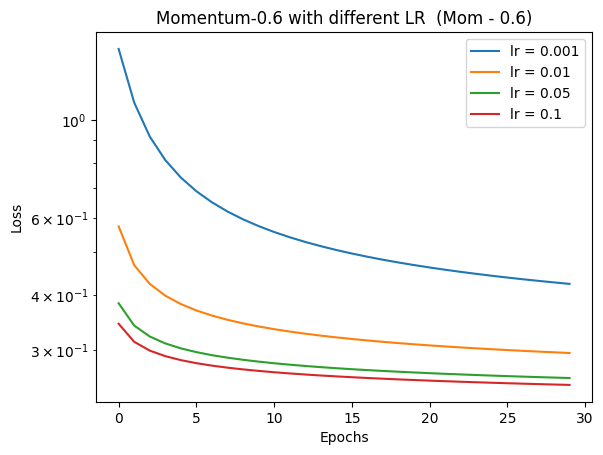 Momentum-0.6 with different LR  (Mom - 0.6)
lr = 0.001
lr = 0.01
lr = 0.05
lr = 0.1
10⁰
6 × 10⁻¹
4 × 10⁻¹
3 × 10⁻¹
Loss
0 5 10 15 20 25 30
Epochs